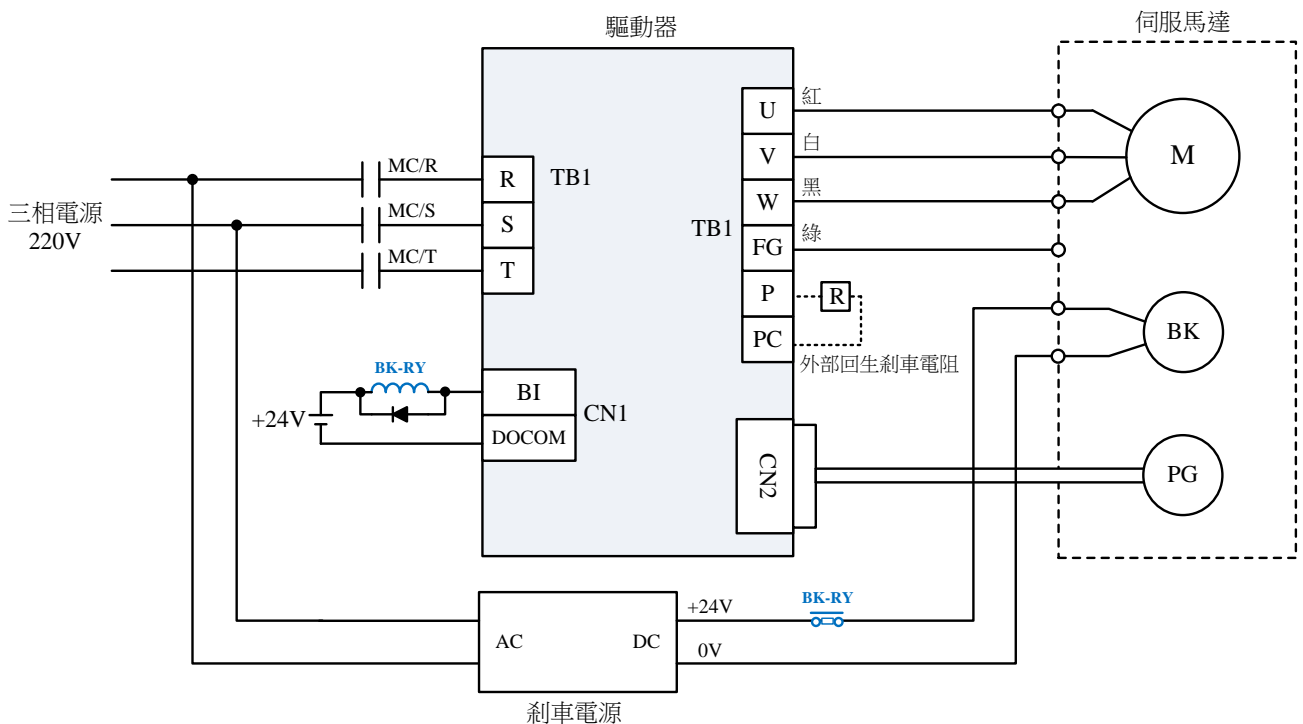 伺服馬達
驅動器
U
紅
V
白
W
黑
FG
綠
P
R
PC
外部回生剎車電阻
TB1
M
MC/R
R
TB1
三相電源
220V
MC/S
S
MC/T
T
BK
BK-RY
BI
+24V
CN1
DOCOM
CN2
PG
AC
DC
+24V
BK-RY
0V
剎車電源